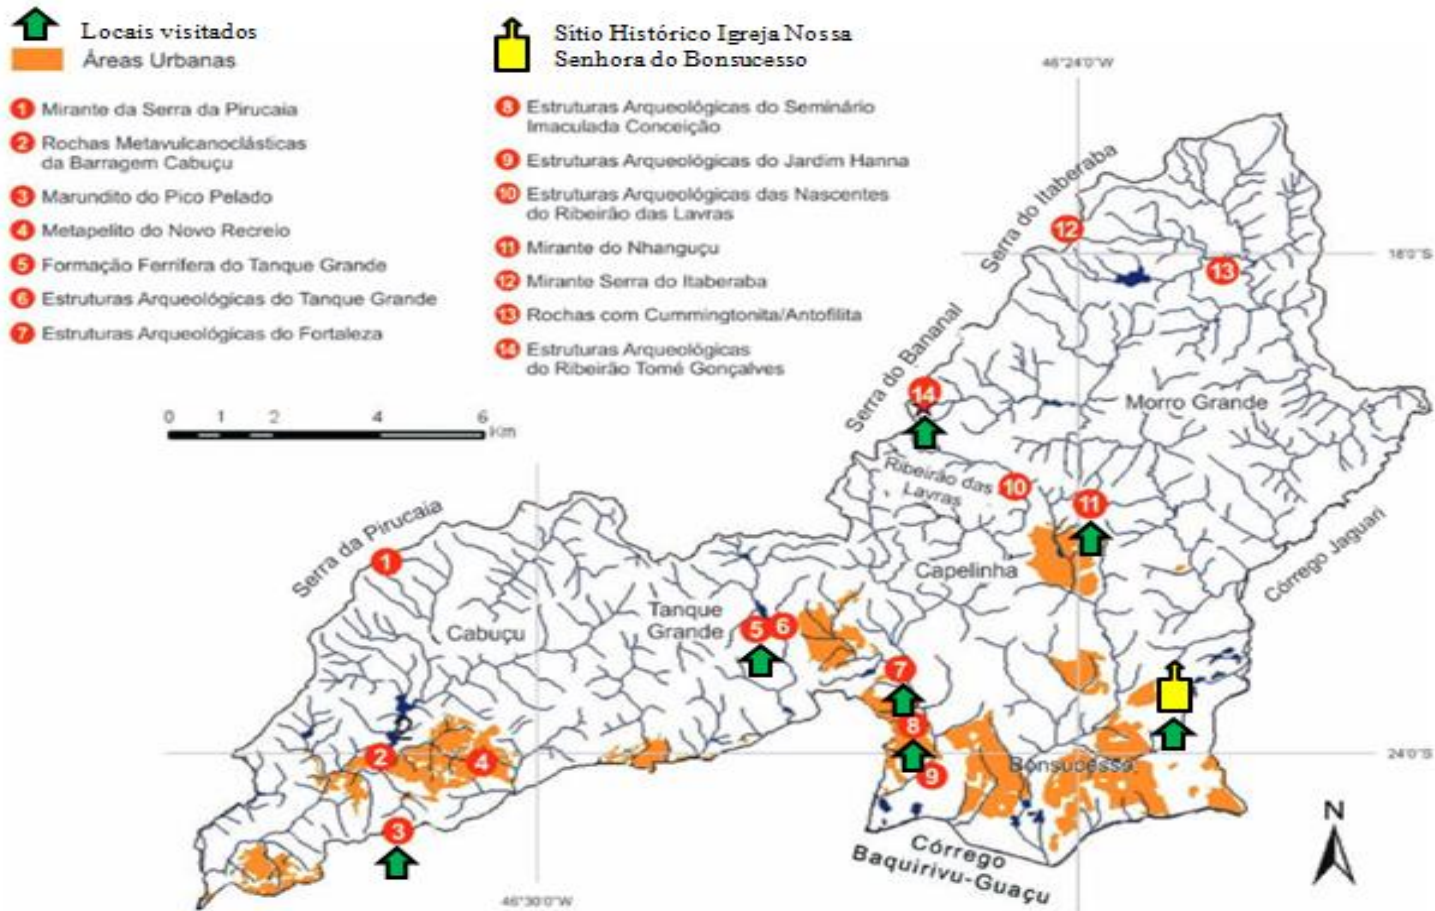 Locais visitados
Áreas Urbanas
1 Mirante da Serra da Pirucaia
2 Rochas Metavulcanoclásticas
da Barragem Cabuçu
3 Marundito do Pico Pelado
4 Metapelito do Novo Recreio
5 Formação Ferrífera do Tanque Grande
6 Estruturas Arqueológicas do Tanque Grande
7 Estruturas Arqueológicas do Fortaleza
Sítio Histórico Igreja Nossa
Senhora do Bonsucesso
8 Estruturas Arqueológicas do Seminário
Imaculada Conceição
9 Estruturas Arqueológicas do Jardim Hanna
10 Estruturas Arqueológicas das Nascentes
do Ribeirão das Lavras
11 Mirante do Nhanguçu
12 Mirante Serra do Itaberaba
13 Rochas com Cummingtonita/Antofilita
14 Estruturas Arqueológicas
do Ribeirão Tomé Gonçalves
0 2 4 6
Km
46°24'0"W
Serra do Itaberaba
12
16'0"S
13
Serra do Bananal
14
Morro Grande
Ribeirão das
Lavras
10
11
Serra da Pirucaia
1
Capelinha
Córrego Jaguari
Tanque
Grande
Cabuçu
5
6
7
8
2
4
9
Bonsucesso
24'0"S
3
N
Córrego
Baquirivu-Guaçu
46°30'0"W